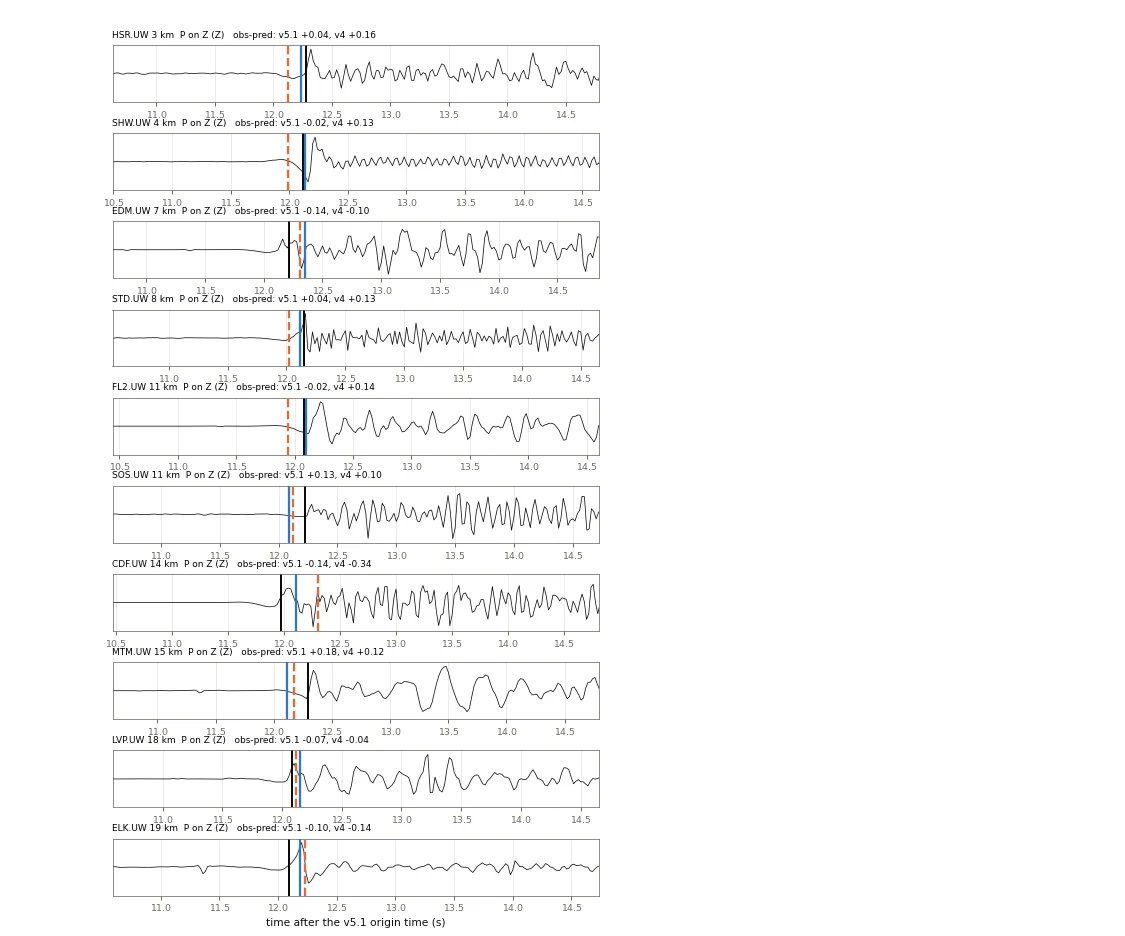 HSR.UW 3 km P on Z (Z) obs-pred: v5.1 +0.04, v4 +0.16
11.0 11.5 12.0 12.5 13.0 13.5 14.0 14.5
SHW.UW 4 km P on Z (Z) obs-pred: v5.1 -0.02, v4 +0.13
10.5 11.0 11.5 12.0 12.5 13.0 13.5 14.0 14.5
EDM.UW 7 km P on Z (Z) obs-pred: v5.1 -0.14, v4 -0.10
11.0 11.5 12.0 12.5 13.0 13.5 14.0 14.5
STD.UW 8 km P on Z (Z) obs-pred: v5.1 +0.04, v4 +0.13
11.0 11.5 12.0 12.5 13.0 13.5 14.0 14.5
FL2.UW 11 km P on Z (Z) obs-pred: v5.1 -0.02, v4 +0.14
10.5 11.0 11.5 12.0 12.5 13.0 13.5 14.0 14.5
SOS.UW 11 km P on Z (Z) obs-pred: v5.1 +0.13, v4 +0.10
11.0 11.5 12.0 12.5 13.0 13.5 14.0 14.5
CDF.UW 14 km P on Z (Z) obs-pred: v5.1 -0.14, v4 -0.34
10.5 11.0 11.5 12.0 12.5 13.0 13.5 14.0 14.5
MTM.UW 15 km P on Z (Z) obs-pred: v5.1 +0.18, v4 +0.12
11.0 11.5 12.0 12.5 13.0 13.5 14.0 14.5
LVP.UW 18 km P on Z (Z) obs-pred: v5.1 -0.07, v4 -0.04
11.0 11.5 12.0 12.5 13.0 13.5 14.0 14.5
ELK.UW 19 km P on Z (Z) obs-pred: v5.1 -0.10, v4 -0.14
11.0 11.5 12.0 12.5 13.0 13.5 14.0 14.5
time after the v5.1 origin time (s)